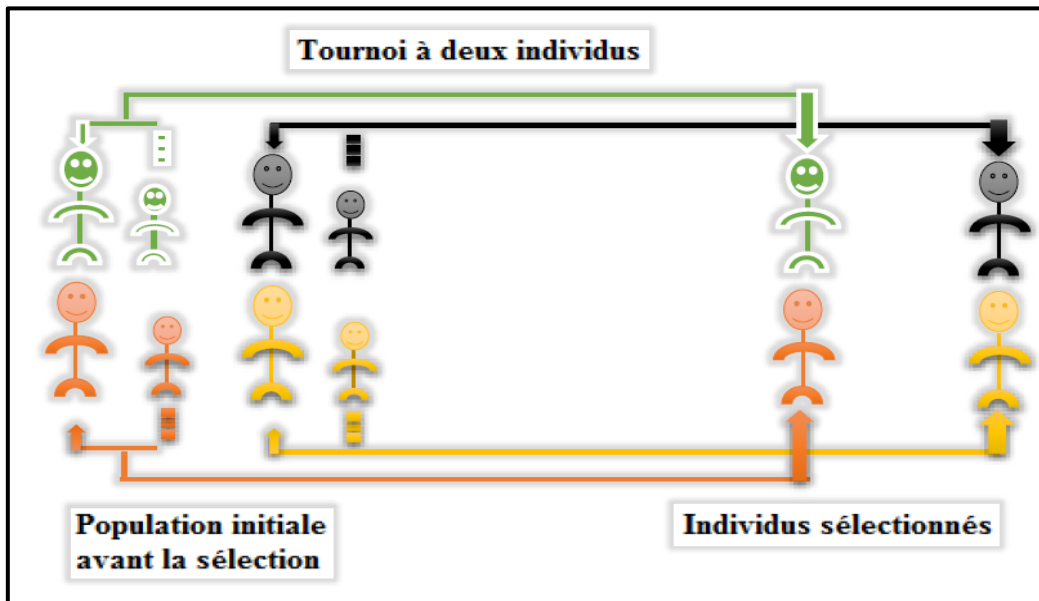 Tournoi à deux individus
Population initiale
avant la sélection
Individus sélectionnés